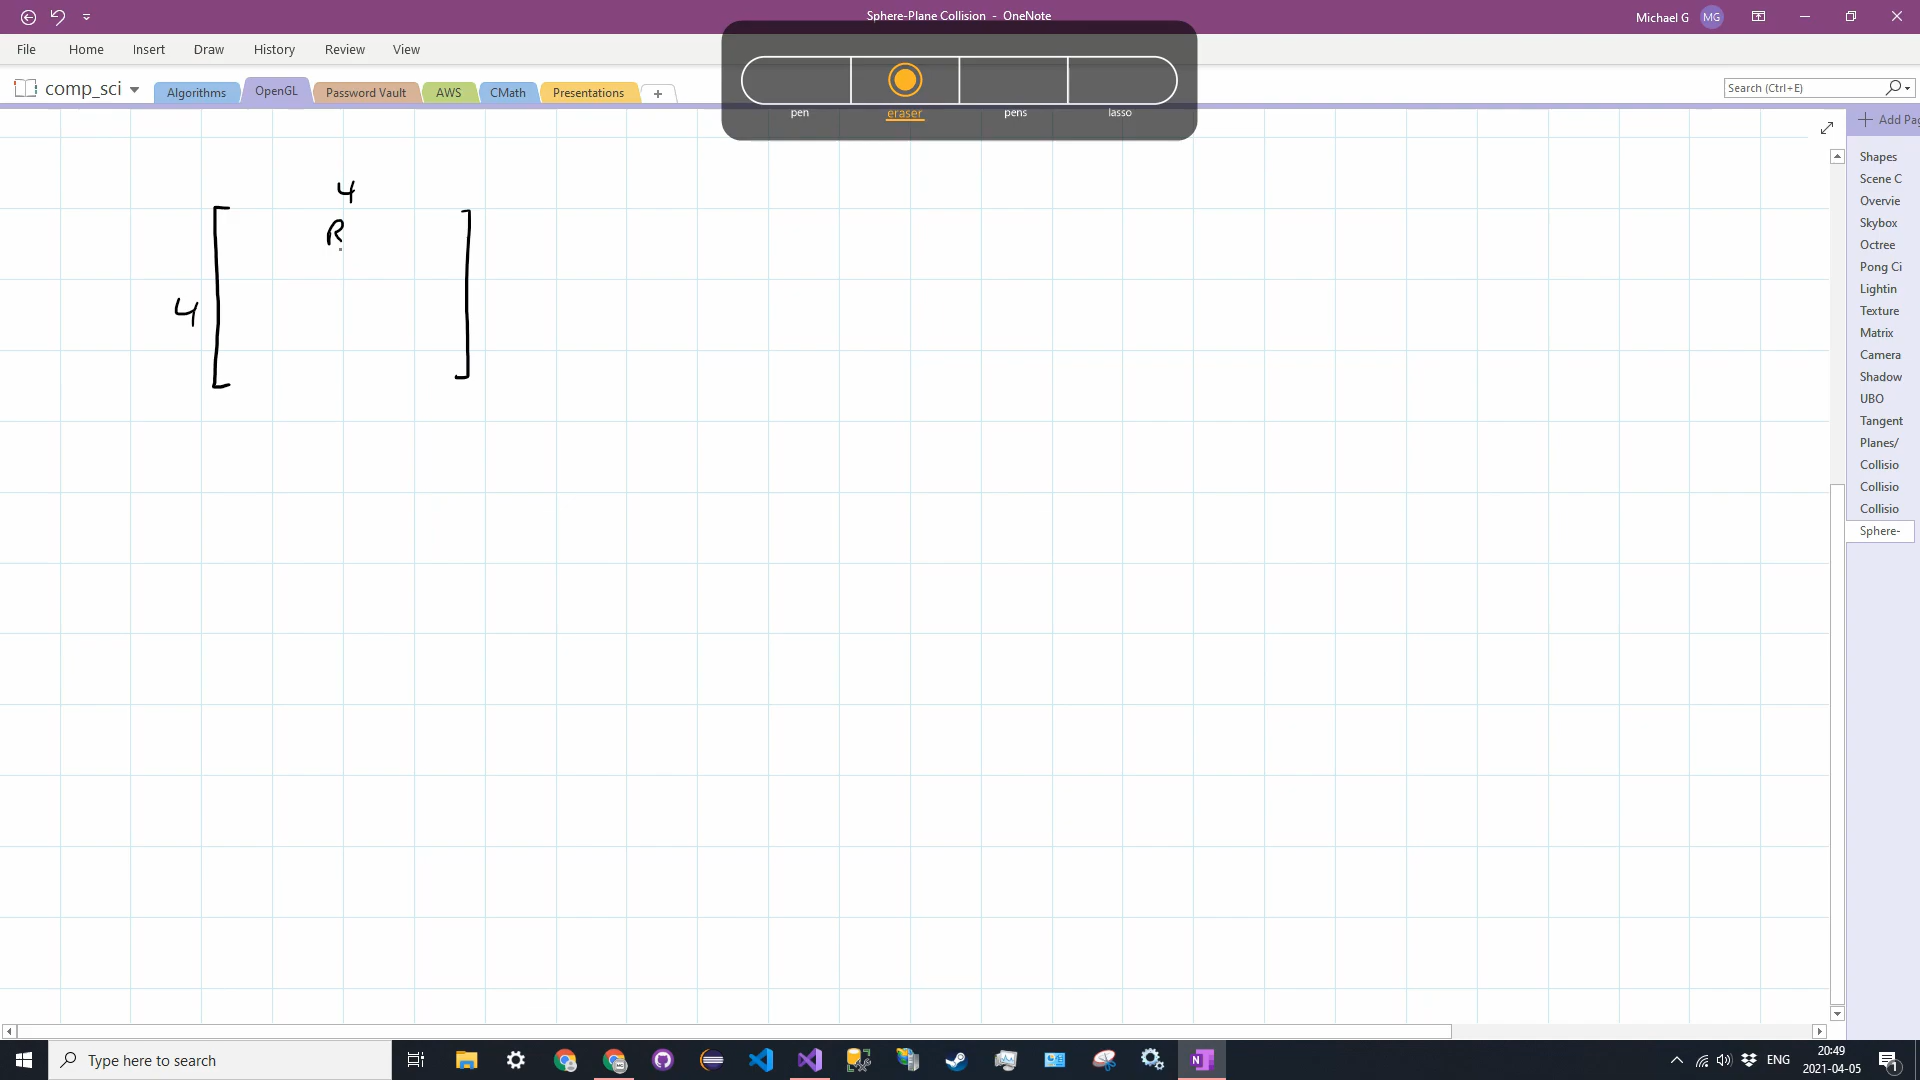 Sphere-Plane Collision - OneNote
Michael G MG
File Home Insert Draw History Review View
comp_sci Algorithms OpenGL Password Vault AWS CMath Presentations
Search (Ctrl+E)
pen eraser pens lasso
Add Pag
Shapes
Scene C
Overvie
Skybox
Octree
Pong Ci
Lightin
Texture
Matrix
Camera
Shadow
UBO
Tangent
Planes/
Collisio
Collisio
Collisio
Sphere-
4
R
4
Type here to search
ENG
20:49
2021-04-05
1